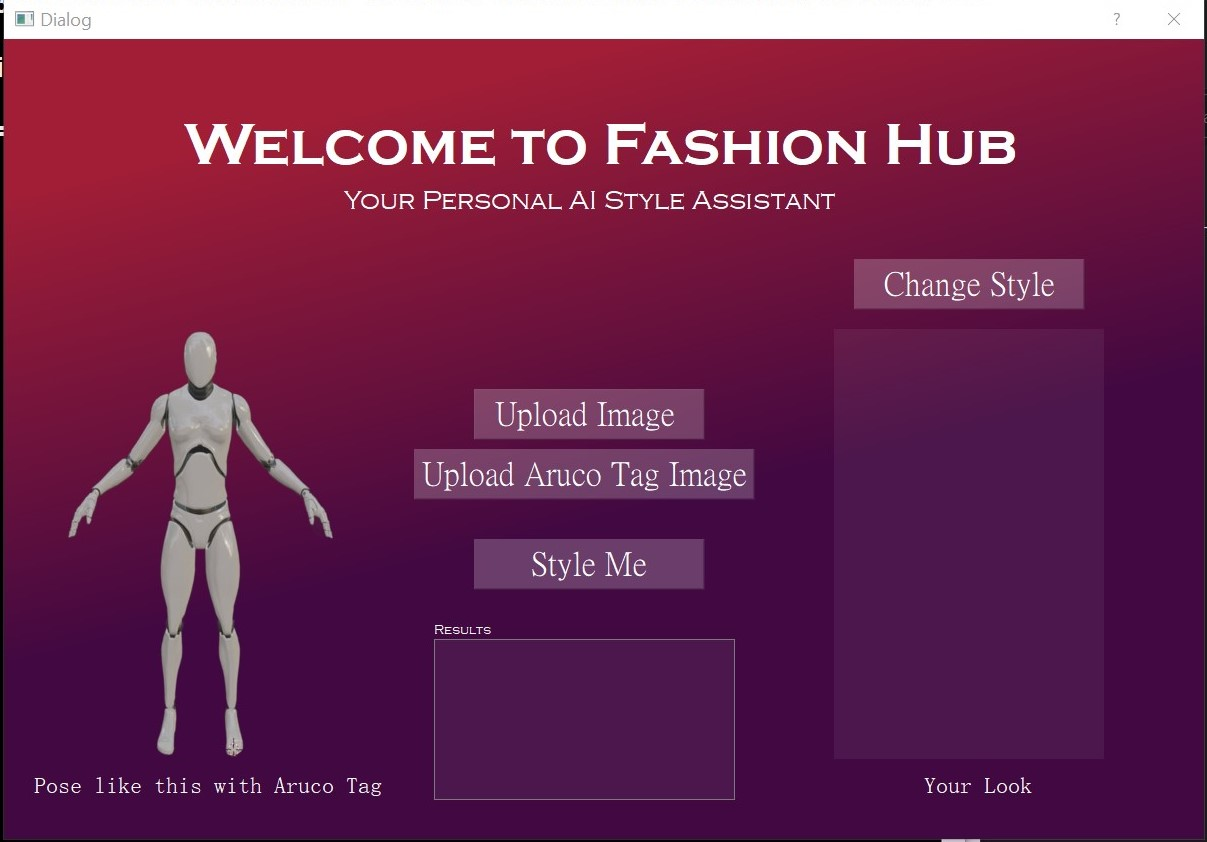 Dialog
Welcome to Fashion Hub
Your Personal AI Style Assistant
Change Style
Upload Image
Upload Aruco Tag Image
Style Me
Results
Pose like this with Aruco Tag
Your Look